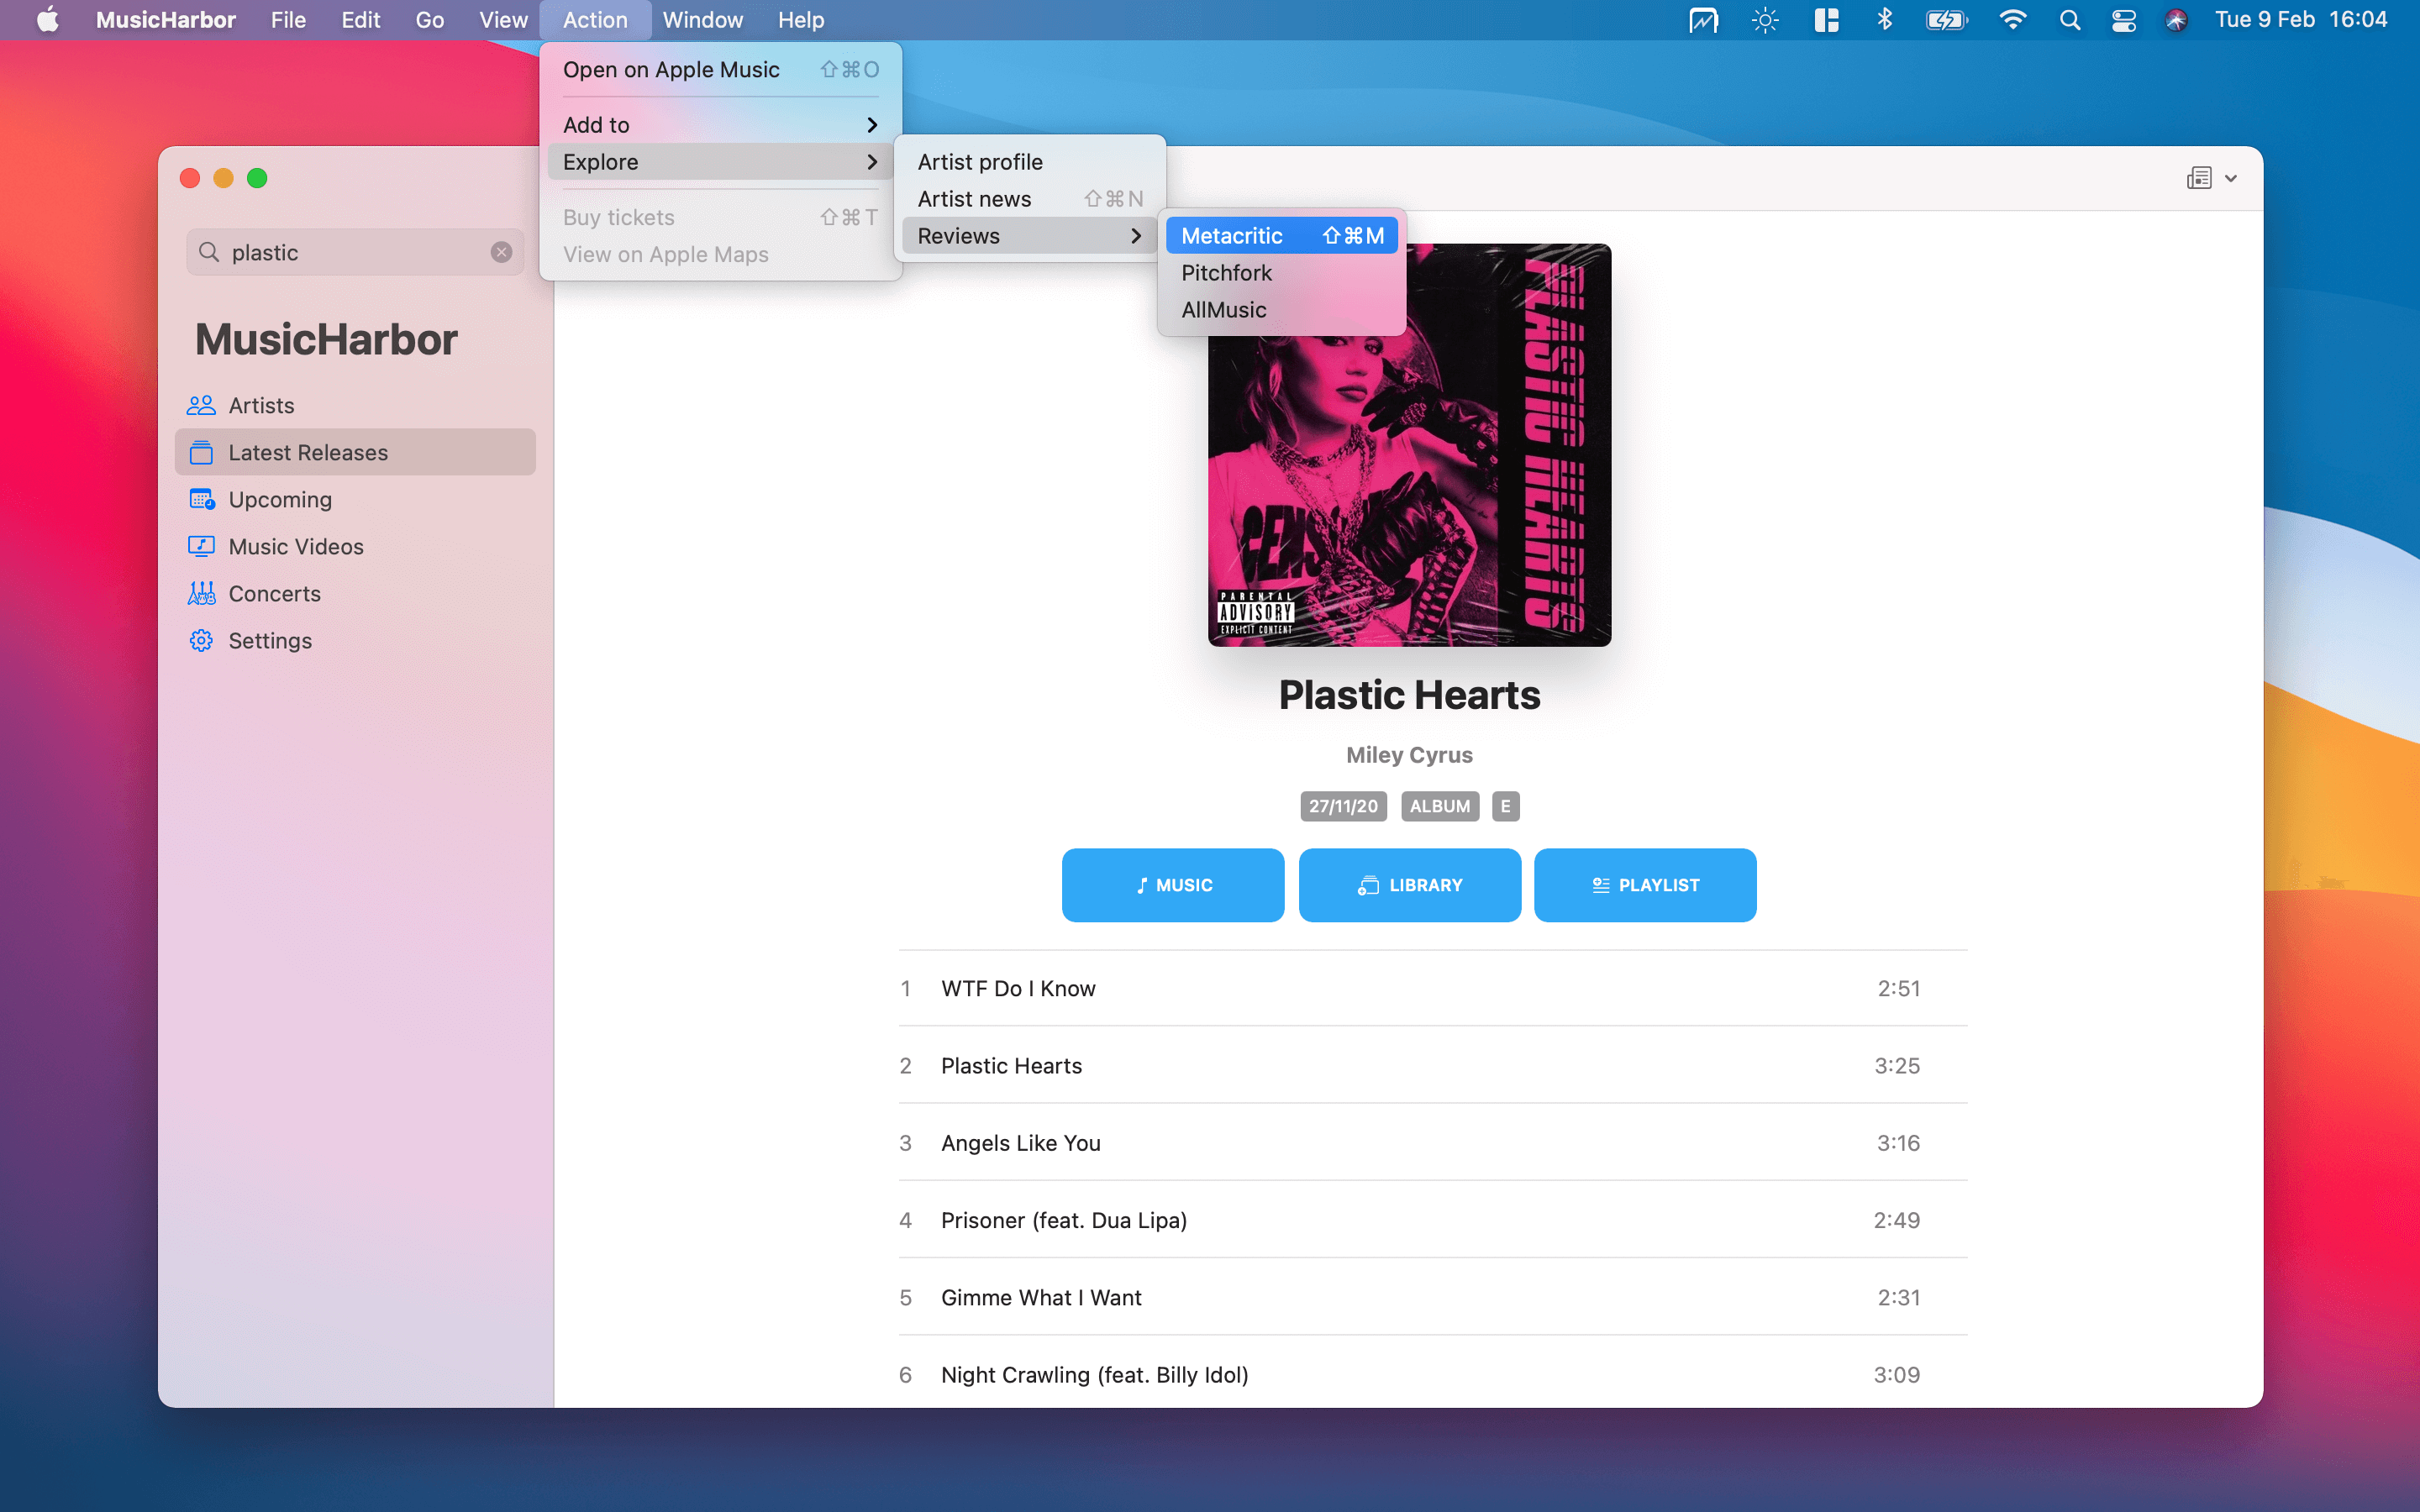 MusicHarbor File Edit Go View Action Window Help Tue 9 Feb 16:04
Open on Apple Music ⇧⌘O
Add to
Explore
Buy tickets ⇧⌘T
View on Apple Maps
Artist profile
Artist news ⇧⌘N
Reviews
Metacritic ⇧⌘M
Pitchfork
AllMusic
plastic
MusicHarbor
Artists
Latest Releases
Upcoming
Music Videos
Concerts
Settings
PLASTIC HEARTS
PARENTAL
ADVISORY
EXPLICIT CONTENT
Plastic Hearts
Miley Cyrus
27/11/20 ALBUM E
MUSIC LIBRARY PLAYLIST
1 WTF Do I Know 2:51
2 Plastic Hearts 3:25
3 Angels Like You 3:16
4 Prisoner (feat. Dua Lipa) 2:49
5 Gimme What I Want 2:31
6 Night Crawling (feat. Billy Idol) 3:09